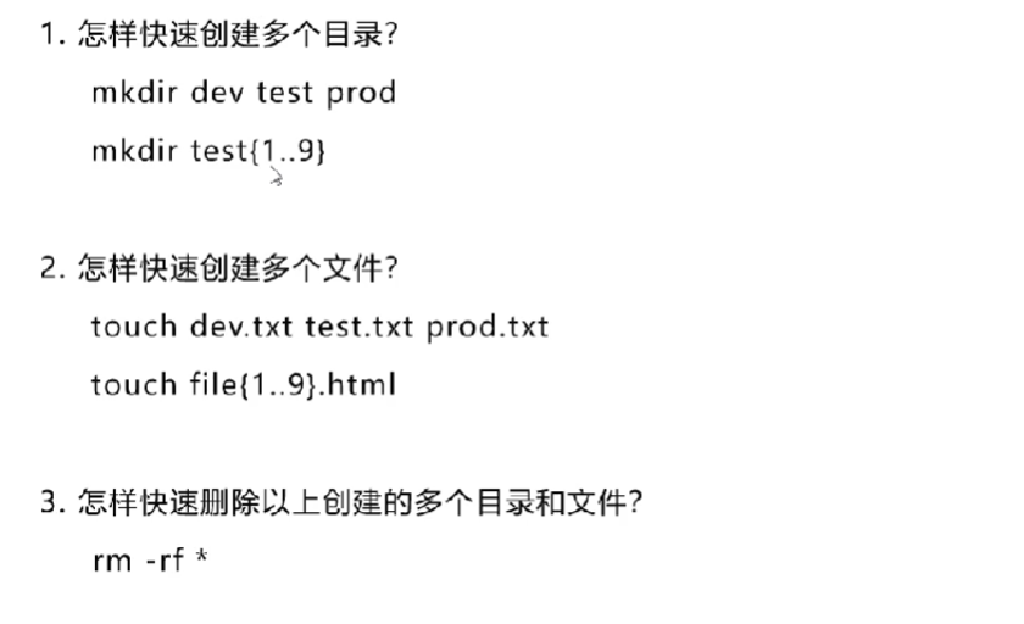 1. 怎样快速创建多个目录?
mkdir dev test prod
mkdir test{1..9}
2. 怎样快速创建多个文件?
touch dev.txt test.txt prod.txt
touch file{1..9}.html
3. 怎样快速删除以上创建的多个目录和文件?
rm -rf *